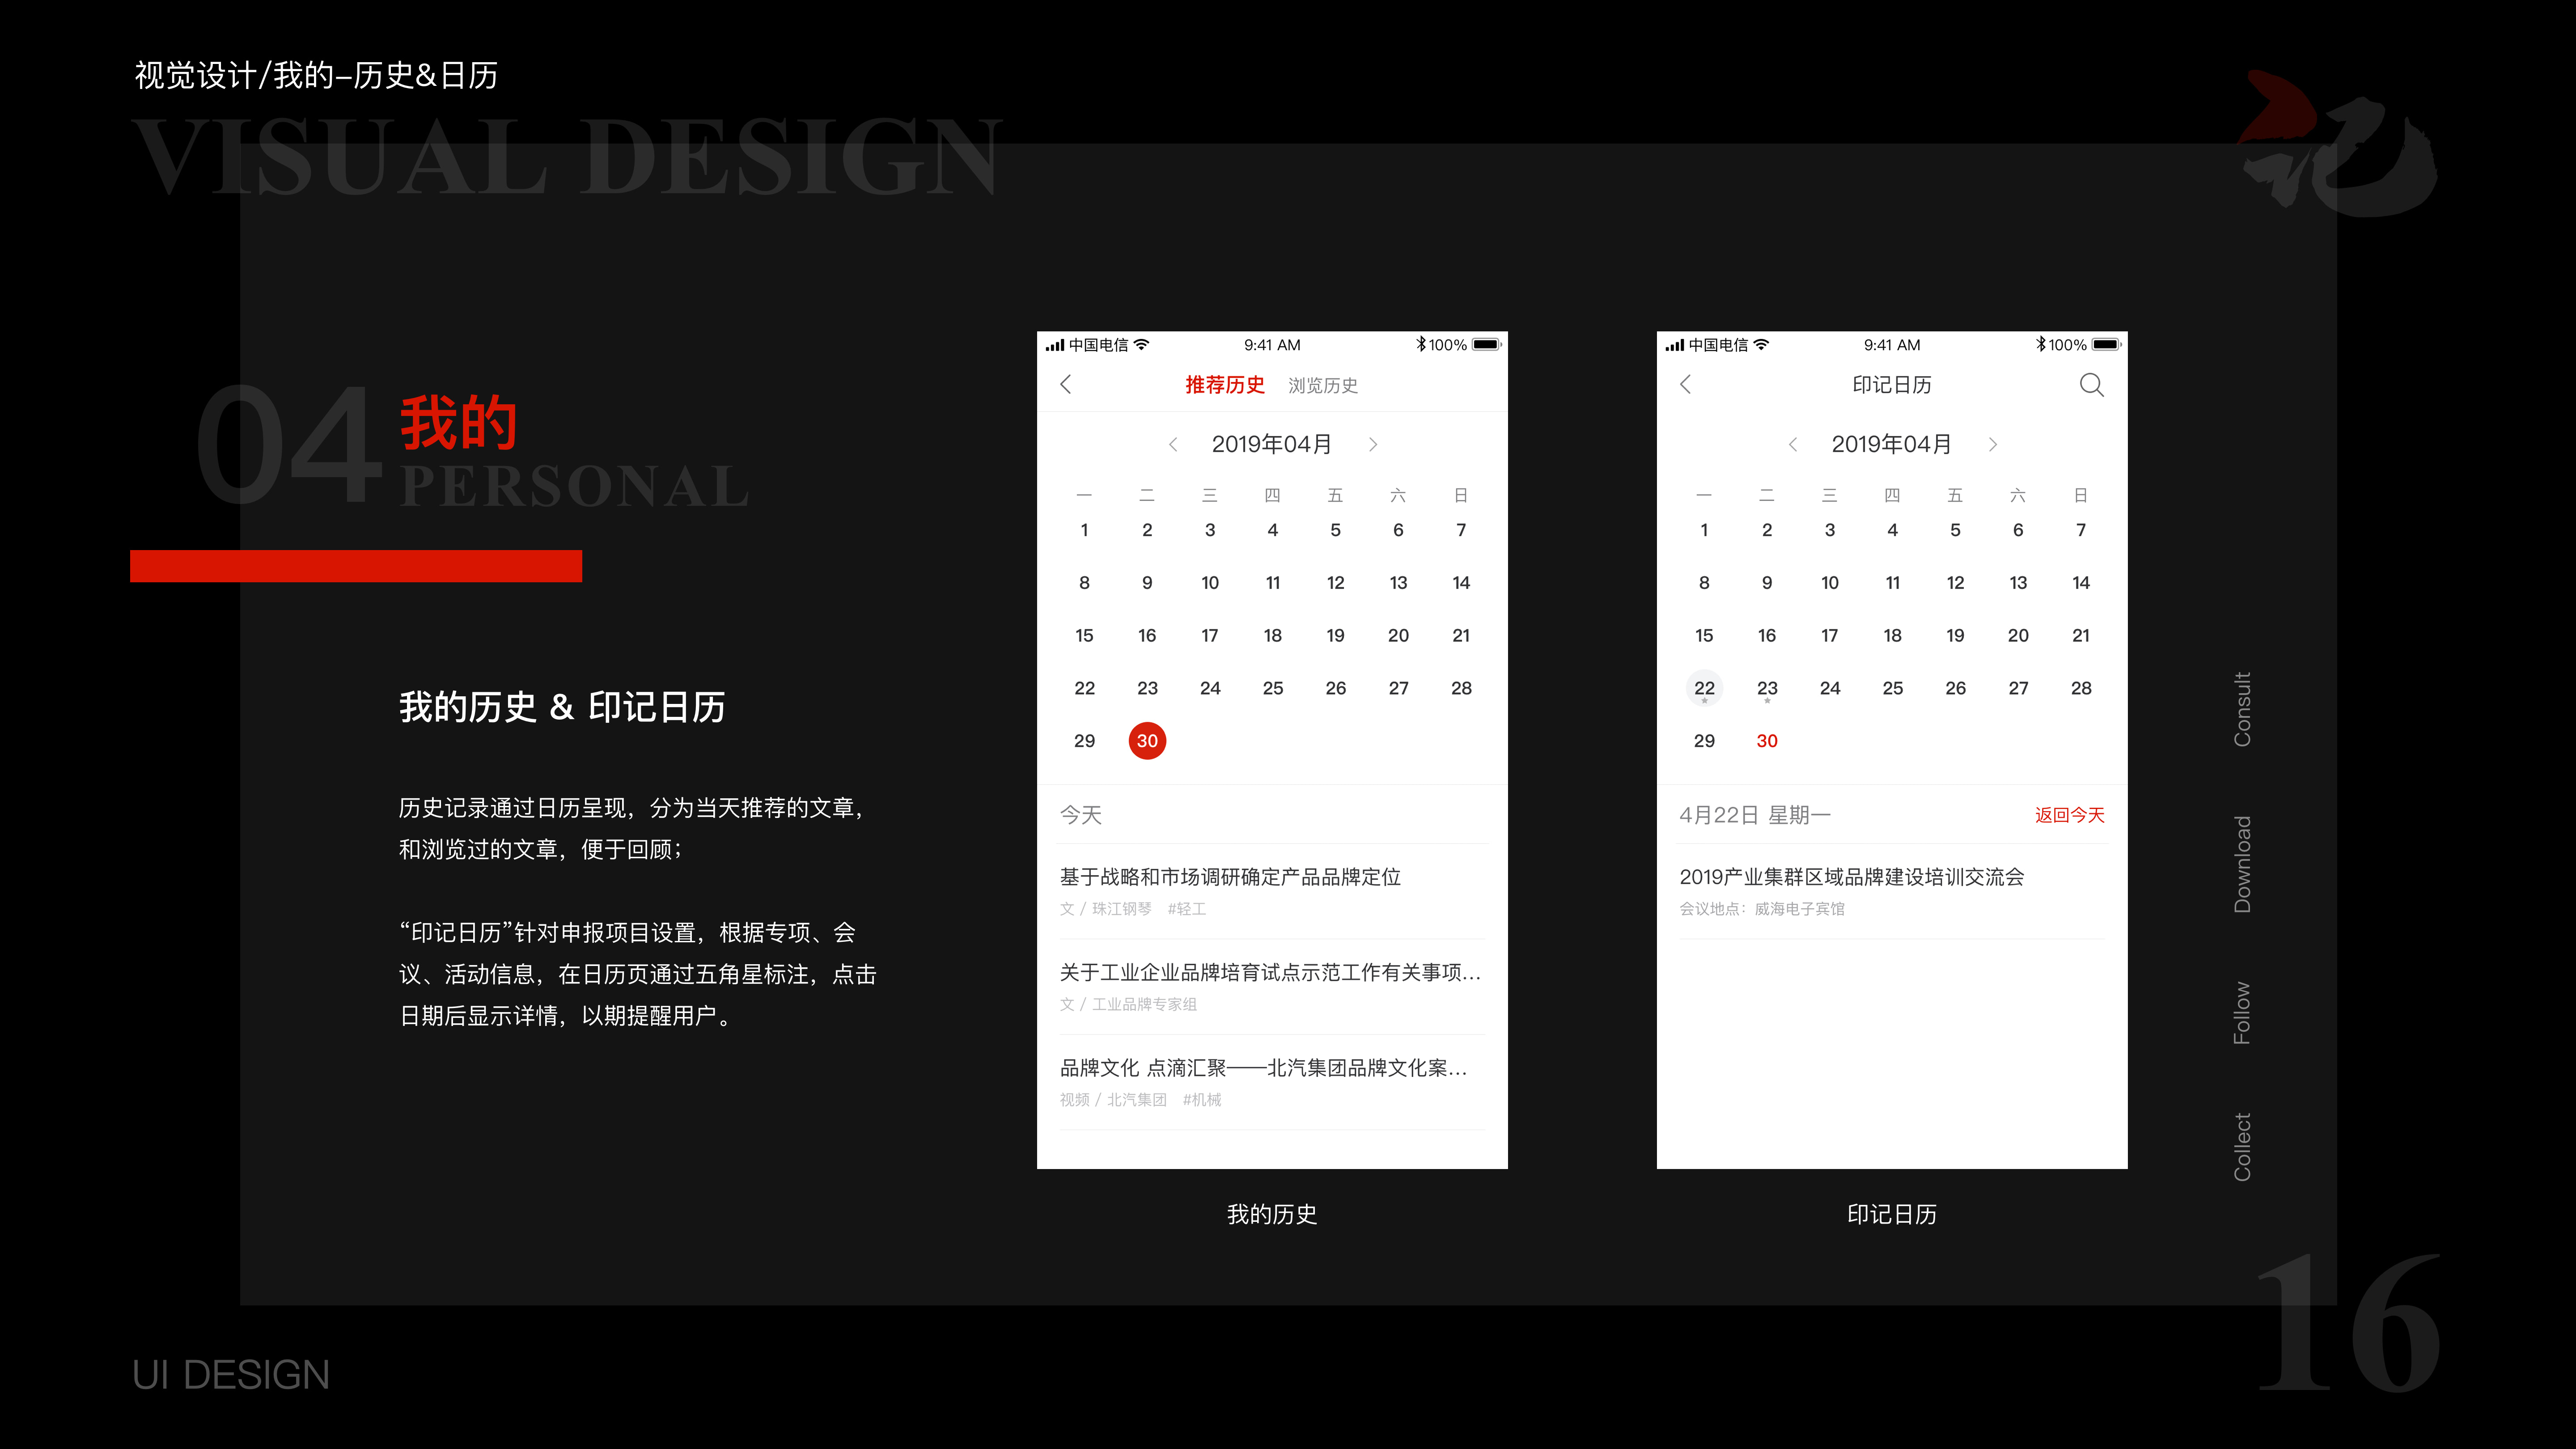 视觉设计/我的-历史&日历
VISUAL DESIGN
记
04
我的
PERSONAL
我的历史 & 印记日历
历史记录通过日历呈现，分为当天推荐的文章，
和浏览过的文章，便于回顾；
“印记日历”针对申报项目设置，根据专项、会
议、活动信息，在日历页通过五角星标注，点击
日期后显示详情，以期提醒用户。
中国电信 9:41 AM 100%
推荐历史 浏览历史
2019年04月
一 二 三 四 五 六 日
1 2 3 4 5 6 7
8 9 10 11 12 13 14
15 16 17 18 19 20 21
22 23 24 25 26 27 28
29 30
今天
基于战略和市场调研确定产品品牌定位
文 / 珠江钢琴 #轻工
关于工业企业品牌培育试点示范工作有关事项...
文 / 工业品牌专家组
品牌文化 点滴汇聚——北汽集团品牌文化案...
视频 / 北汽集团 #机械
我的历史
中国电信 9:41 AM 100%
印记日历
2019年04月
一 二 三 四 五 六 日
1 2 3 4 5 6 7
8 9 10 11 12 13 14
15 16 17 18 19 20 21
22 23 24 25 26 27 28
29 30
4月22日 星期一 返回今天
2019产业集群区域品牌建设培训交流会
会议地点：威海电子宾馆
印记日历
Consult
Download
Follow
Collect
UI DESIGN
16